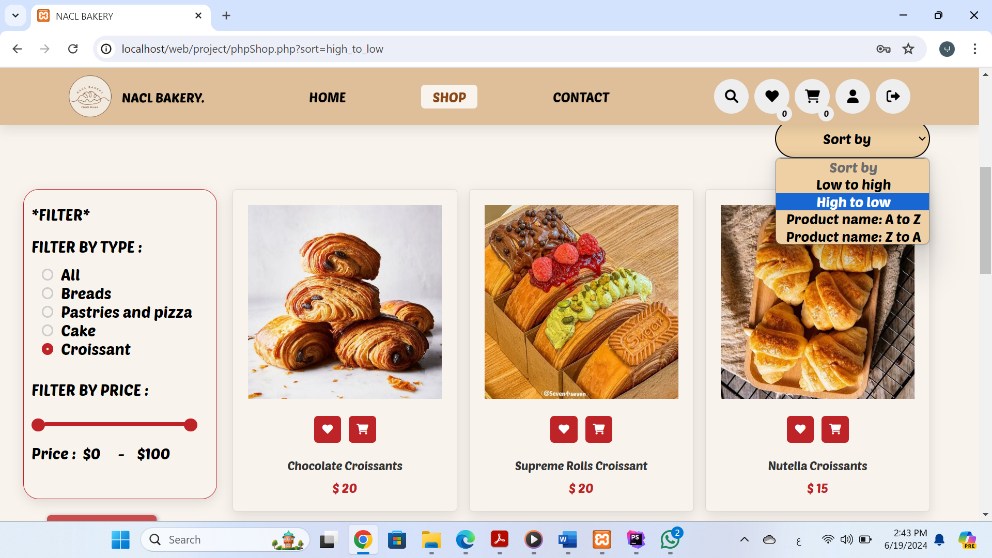 NACL BAKERY
localhost/web/project/phpShop.php?sort=high_to_low
NACL BAKERY.
HOME
SHOP
CONTACT
0
0
Sort by
Sort by
Low to high
High to low
Product name: A to Z
Product name: Z to A
*FILTER*
FILTER BY TYPE :
All
Breads
Pastries and pizza
Cake
Croissant
FILTER BY PRICE :
Price : $0 - $100
Chocolate Croissants
$ 20
Supreme Rolls Croissant
$ 20
Nutella Croissants
$ 15
Search
W
PS
2
ع
2:43 PM
6/19/2024
PRE